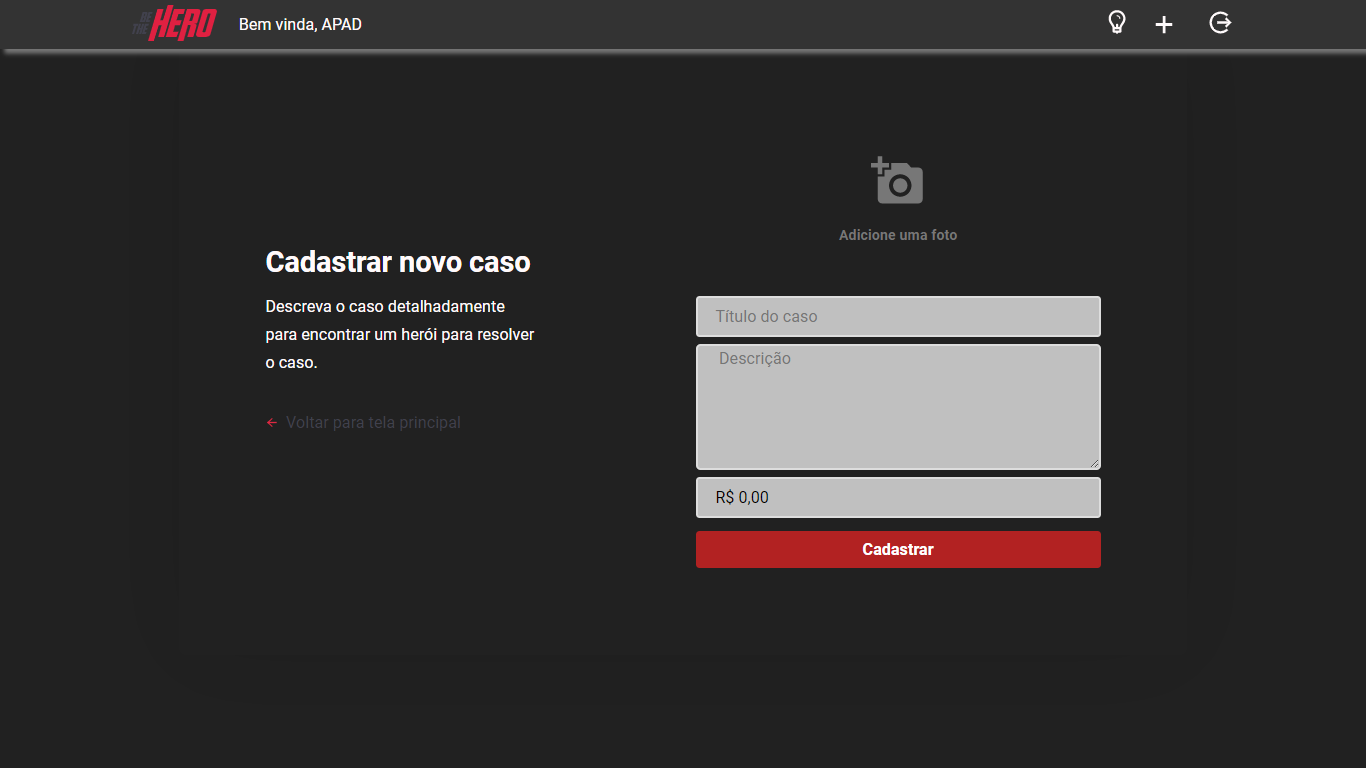 BE
THE
HERO
Bem vinda, APAD
Cadastrar novo caso
Descreva o caso detalhadamente
para encontrar um herói para resolver
o caso.
Voltar para tela principal
Adicione uma foto
Título do caso
Descrição
R$ 0,00
Cadastrar